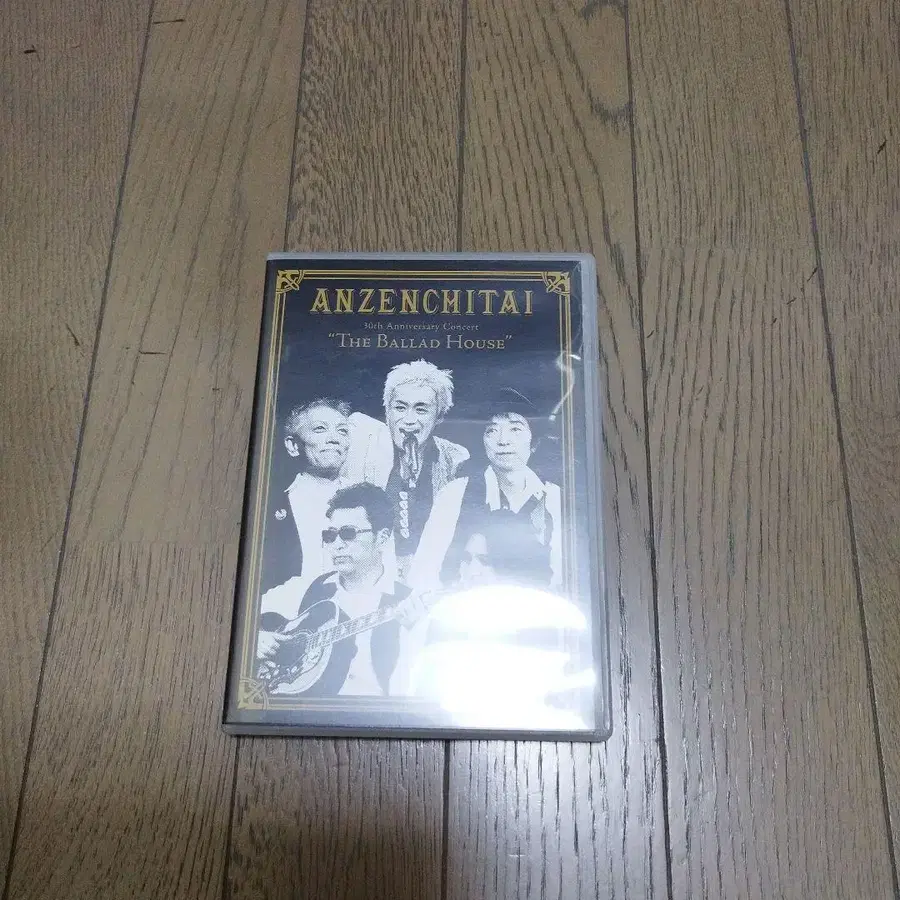 ANZENCHITAI
30th Anniversary Concert
"THE BALLAD HOUSE"